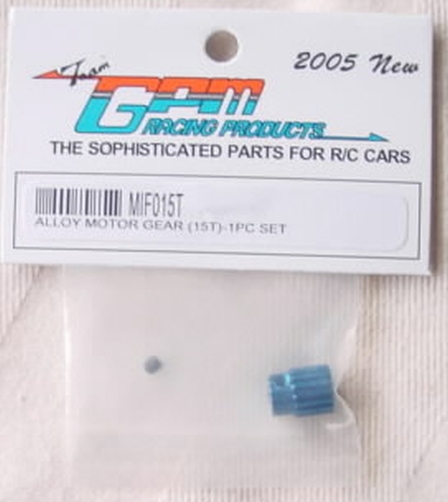 2005 New
Team
GPM
RACING PRODUCTS
THE SOPHISTICATED PARTS FOR R/C CARS
MIF015T
ALLOY MOTOR GEAR (15T)-1PC SET